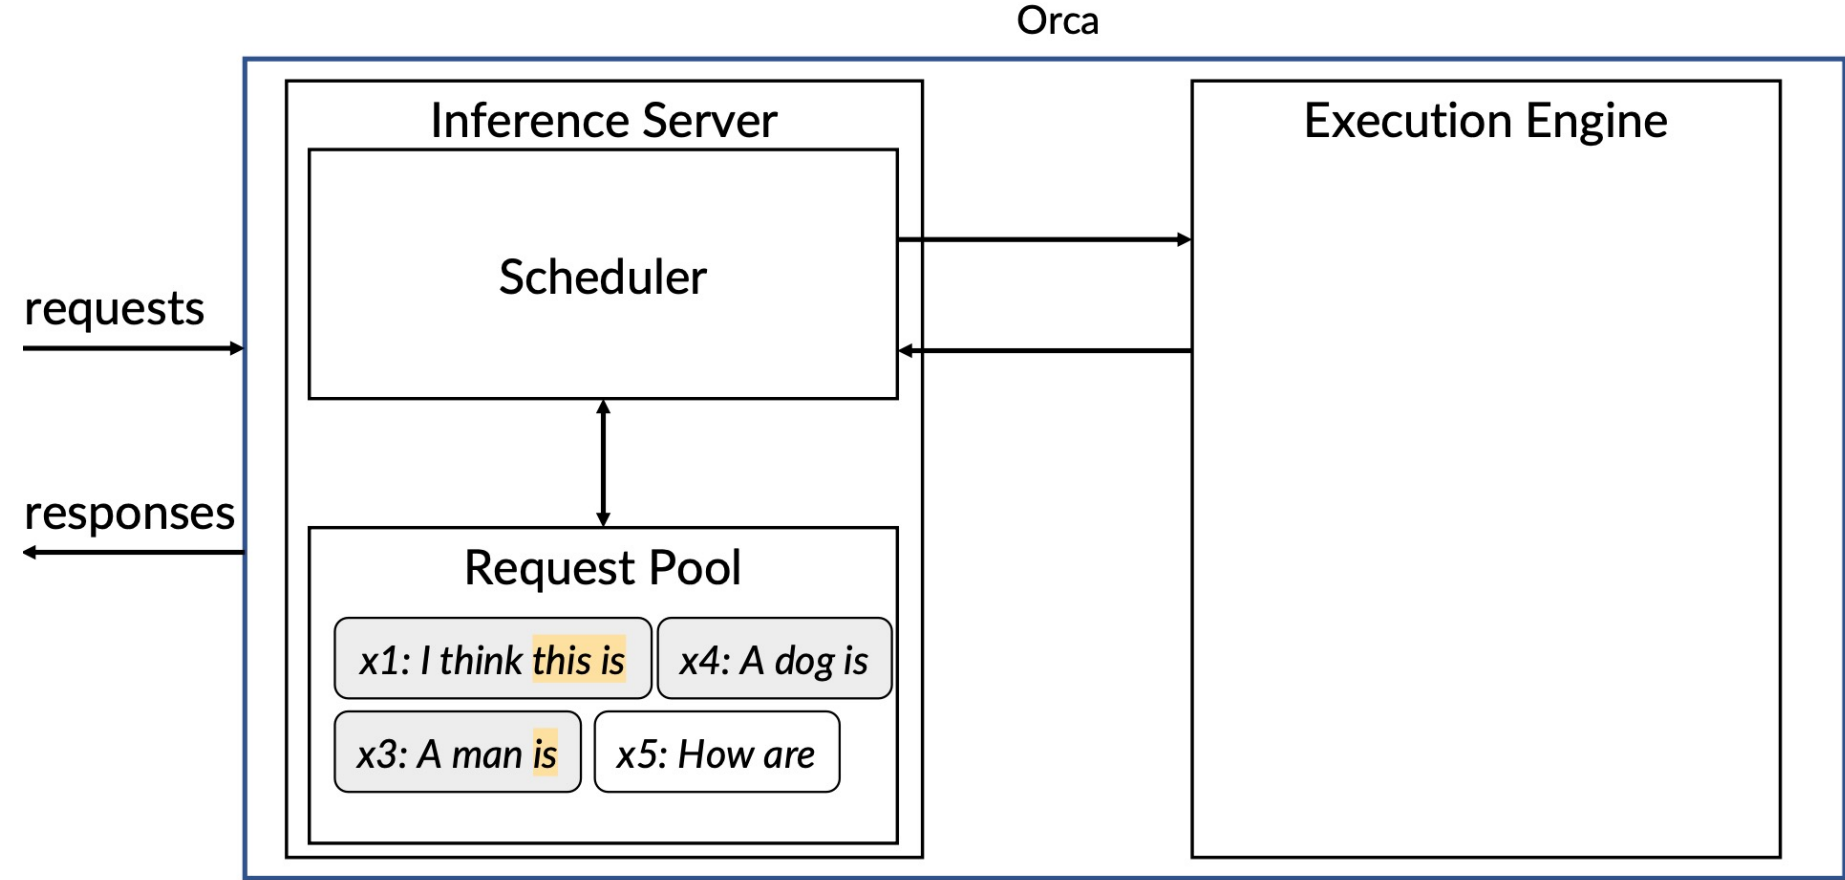 Orca
Inference Server
Execution Engine
Scheduler
requests
responses
Request Pool
x1: I think this is
x4: A dog is
x3: A man is
x5: How are